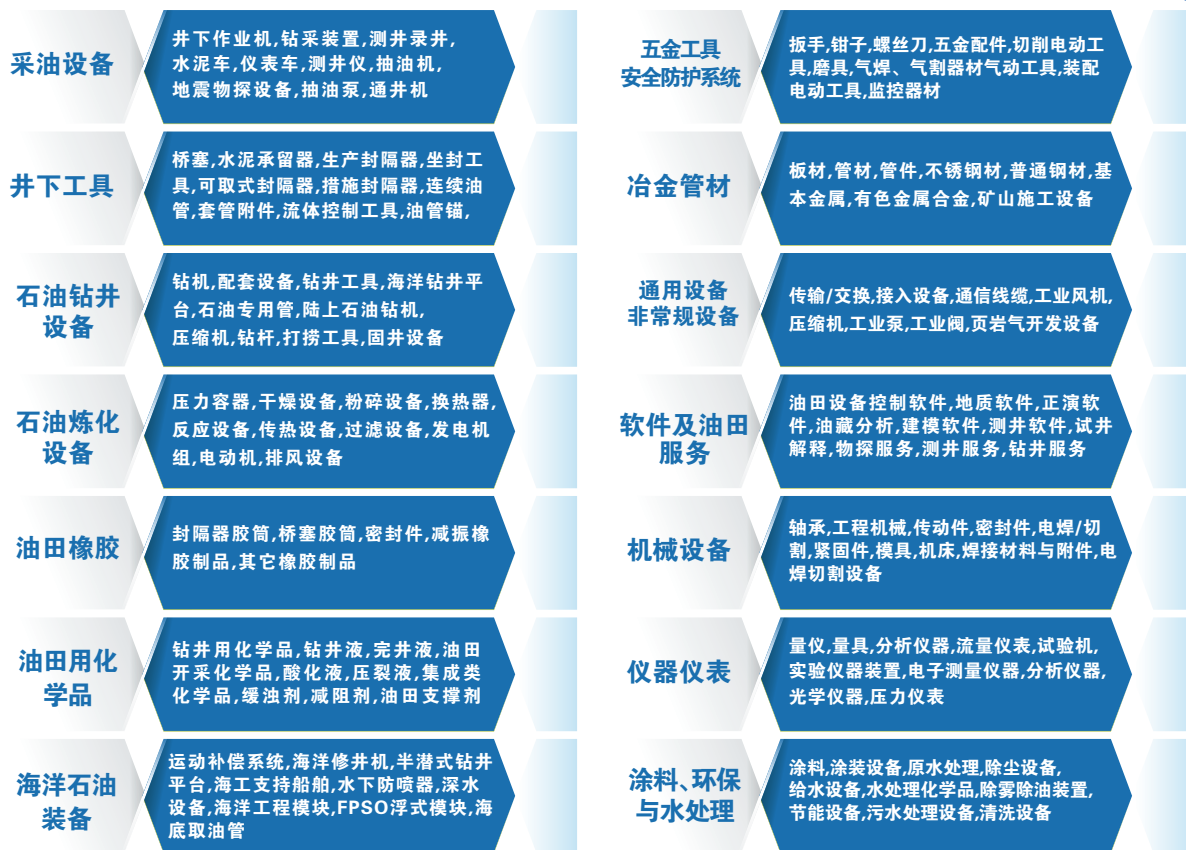 采油设备
井下作业机,钻采装置,测井录井,
水泥车,仪表车,测井仪,抽油机,
地震物探设备,抽油泵,通井机
井下工具
桥塞,水泥承留器,生产封隔器,坐封工
具,可取式封隔器,措施封隔器,连续油
管,套管附件,流体控制工具,油管锚,
石油钻井
设备
钻机,配套设备,钻井工具,海洋钻井平
台,石油专用管,陆上石油钻机,
压缩机,钻杆,打捞工具,固井设备
石油炼化
设备
压力容器,干燥设备,粉碎设备,换热器,
反应设备,传热设备,过滤设备,发电机
组,电动机,排风设备
油田橡胶
封隔器胶筒,桥塞胶筒,密封件,减振橡
胶制品,其它橡胶制品
油田用化
学品
钻井用化学品,钻井液,完井液,油田
开采化学品,酸化液,压裂液,集成类
化学品,缓浊剂,减阻剂,油田支撑剂
海洋石油
装备
运动补偿系统,海洋修井机,半潜式钻井
平台,海工支持船舶,水下防喷器,深水
设备,海洋工程模块,FPSO浮式模块,海
底取油管
五金工具
安全防护系统
扳手,钳子,螺丝刀,五金配件,切削电动工
具,磨具,气焊、气割器材气动工具,装配
电动工具,监控器材
冶金管材
板材,管材,管件,不锈钢材,普通钢材,基
本金属,有色金属合金,矿山施工设备
通用设备
非常规设备
传输/交换,接入设备,通信线缆,工业风机,
压缩机,工业泵,工业阀,页岩气开发设备
软件及油田
服务
油田设备控制软件,地质软件,正演软
件,油藏分析,建模软件,测井软件,试井
解释,物探服务,测井服务,钻井服务
机械设备
轴承,工程机械,传动件,密封件,电焊/切
割,紧固件,模具,机床,焊接材料与附件,电
焊切割设备
仪器仪表
量仪,量具,分析仪器,流量仪表,试验机,
实验仪器装置,电子测量仪器,分析仪器,
光学仪器,压力仪表
涂料、环保
与水处理
涂料,涂装设备,原水处理,除尘设备,
给水设备,水处理化学品,除雾除油装置,
节能设备,污水处理设备,清洗设备